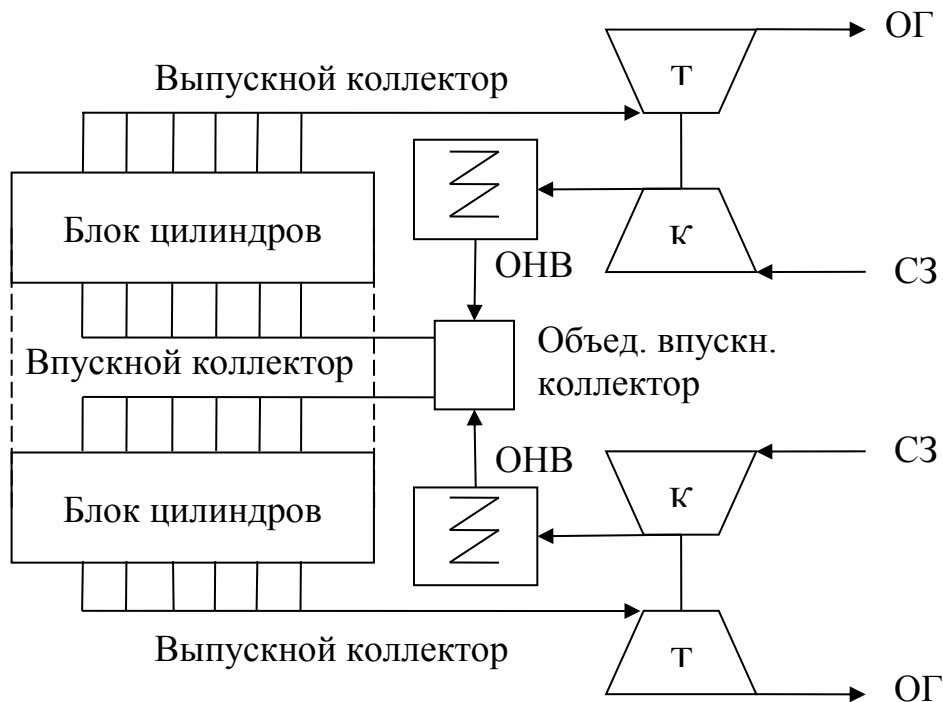 ОГ
Т
Выпускной коллектор
Блок цилиндров
К
ОНВ
СЗ
Объед. впускн.
коллектор
Впускной коллектор
ОНВ
СЗ
К
Блок цилиндров
Выпускной коллектор
Т
ОГ